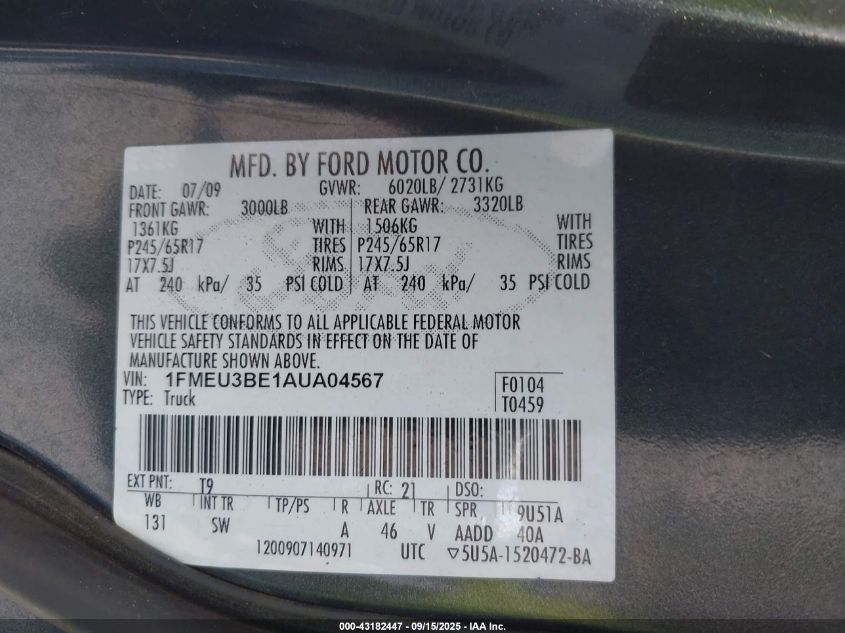 MFD. BY FORD MOTOR CO.
DATE: 07/09 GVWR: 6020LB/ 2731KG
FRONT GAWR: 3000LB REAR GAWR: 3320LB
1361KG WITH 1506KG WITH
P245/65R17 TIRES P245/65R17 TIRES
17X7.5J RIMS 17X7.5J RIMS
AT 240 kPa/ 35 PSI COLD AT 240 kPa/ 35 PSI COLD
THIS VEHICLE CONFORMS TO ALL APPLICABLE FEDERAL MOTOR
VEHICLE SAFETY STANDARDS IN EFFECT ON THE DATE OF
MANUFACTURE SHOWN ABOVE.
VIN: 1FMEU3BE1AUA04567 F0104
TYPE: Truck T0459
EXT PNT: T9 RC: 21 DSO:
WB INT TR TP/PS R AXLE TR SPR 9U51A
131 SW A 46 V AADD 40A
1200907140971 UTC ▽5U5A-1520472-BA
000-43182447 - 09/15/2025 - IAA Inc.